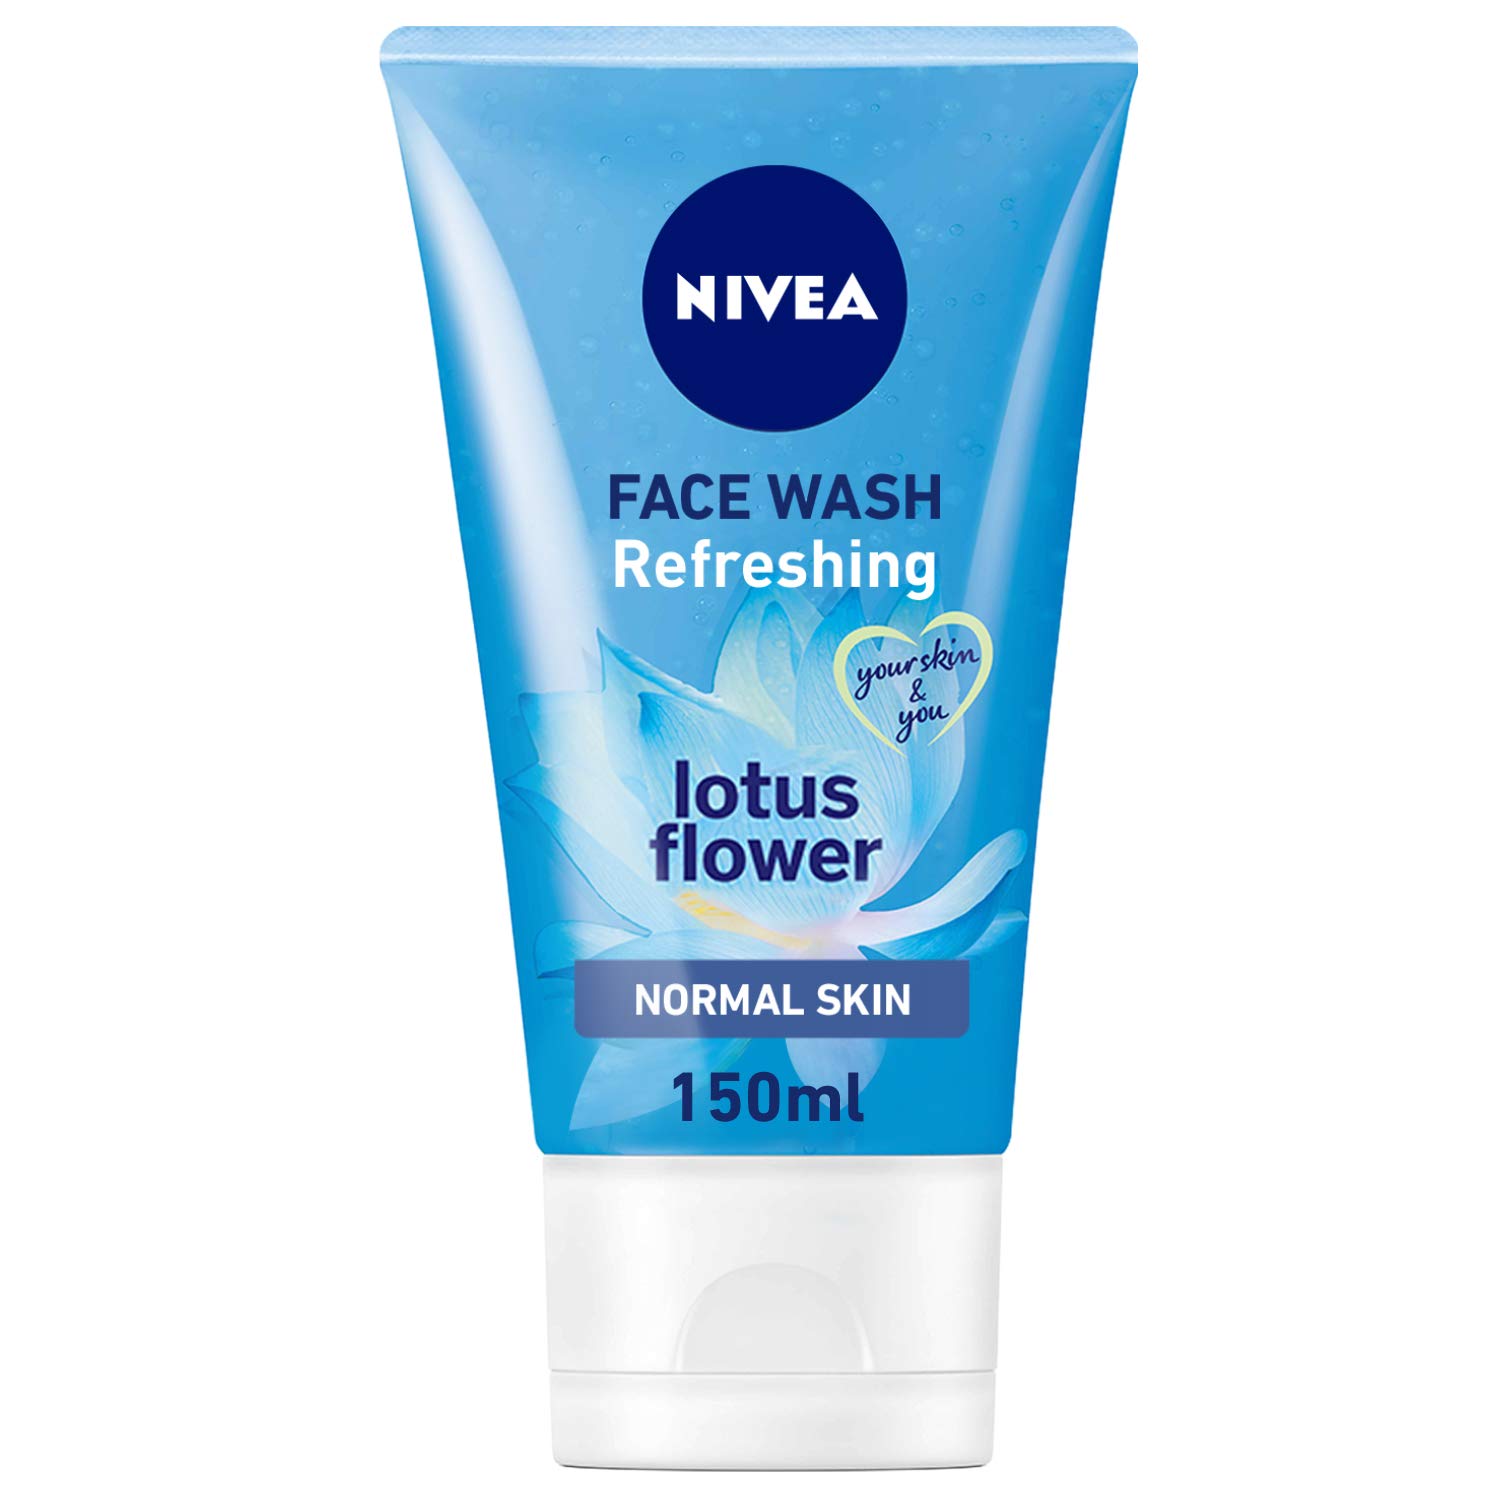 NIVEA
FACE WASH
Refreshing
your skin
&
you
lotus
flower
NORMAL SKIN
150ml